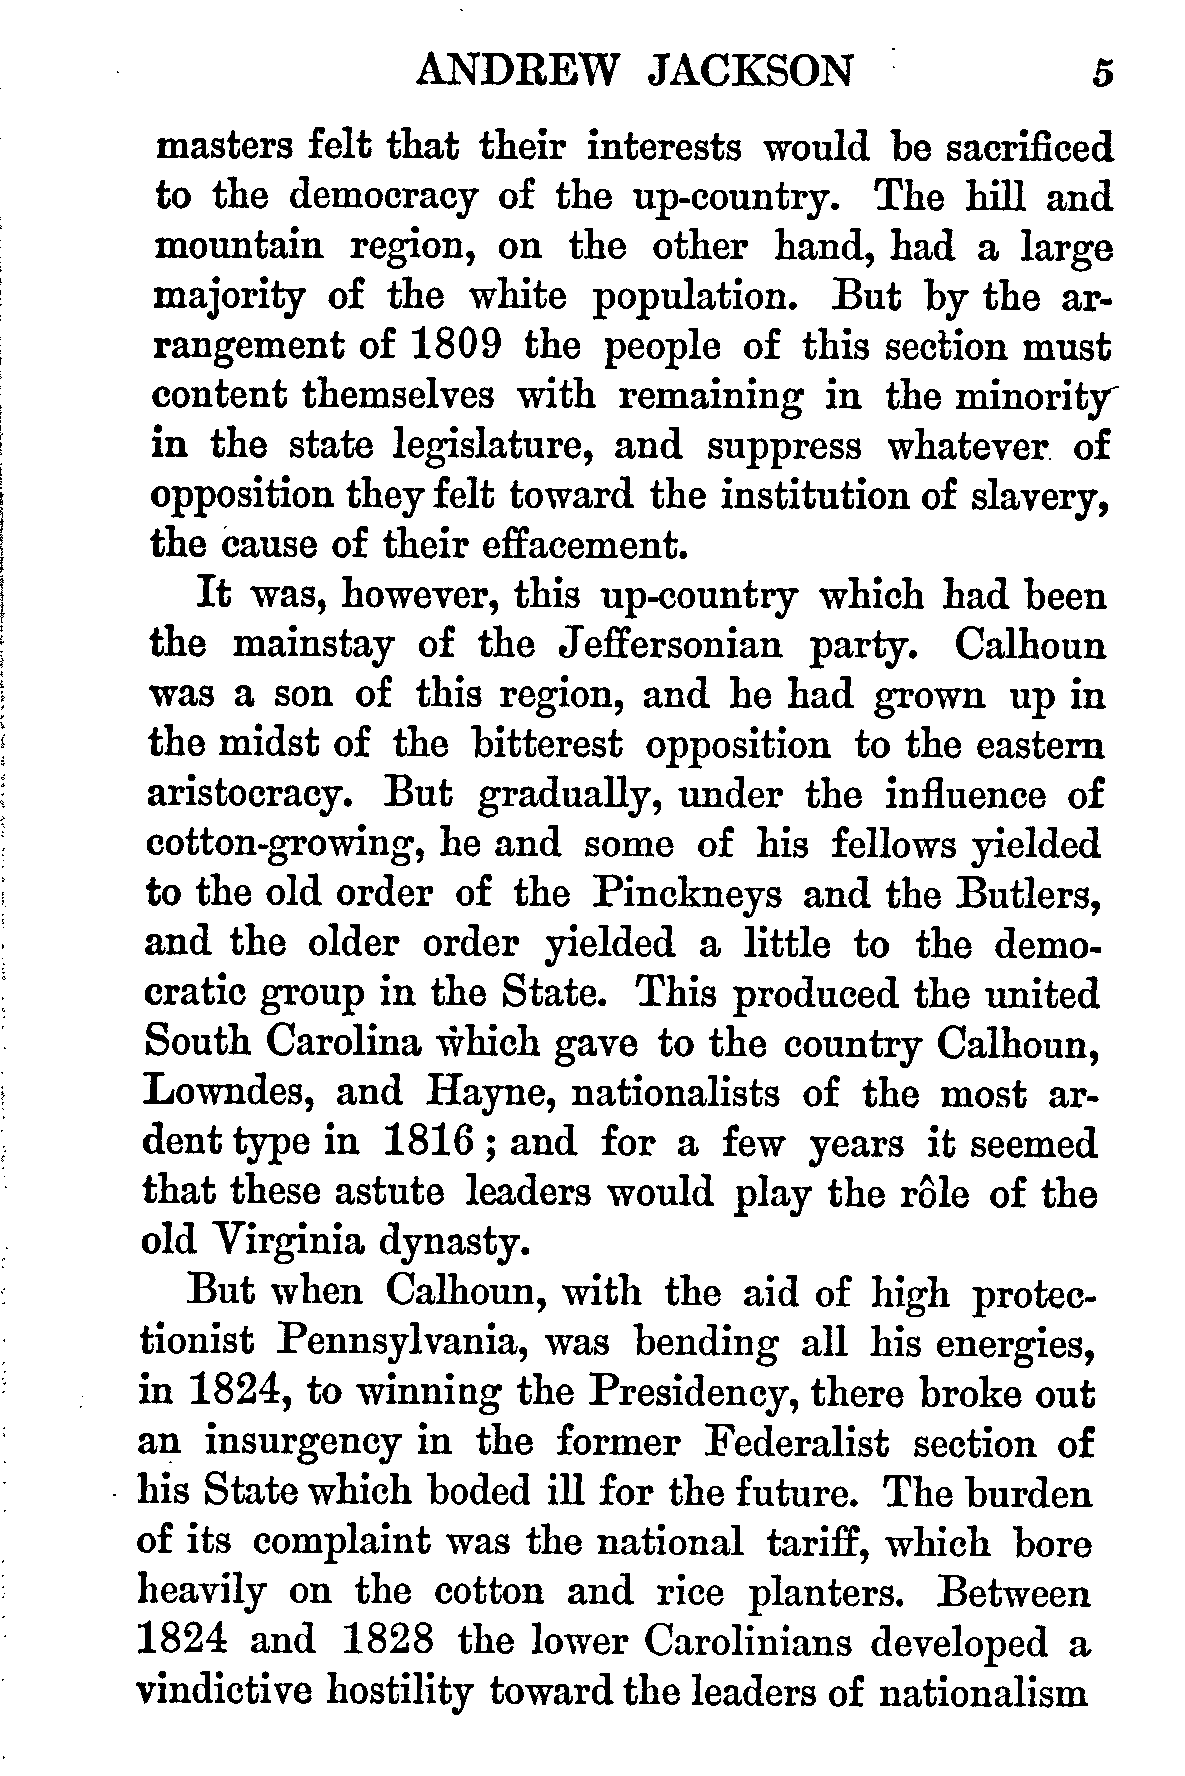 ANDREW JACKSON 5
masters felt that their interests would be sacrificed
to the democracy of the up-country. The hill and
mountain region, on the other hand, had a large
majority of the white population. But by the ar-
rangement of 1809 the people of this section must
content themselves with remaining in the minority
in the state legislature, and suppress whatever of
opposition they felt toward the institution of slavery,
the cause of their effacement.
It was, however, this up-country which had been
the mainstay of the Jeffersonian party. Calhoun
was a son of this region, and he had grown up in
the midst of the bitterest opposition to the eastern
aristocracy. But gradually, under the influence of
cotton-growing, he and some of his fellows yielded
to the old order of the Pinckneys and the Butlers,
and the older order yielded a little to the demo-
cratic group in the State. This produced the united
South Carolina which gave to the country Calhoun,
Lowndes, and Hayne, nationalists of the most ar-
dent type in 1816 ; and for a few years it seemed
that these astute leaders would play the rôle of the
old Virginia dynasty.
But when Calhoun, with the aid of high protec-
tionist Pennsylvania, was bending all his energies,
in 1824, to winning the Presidency, there broke out
an insurgency in the former Federalist section of
his State which boded ill for the future. The burden
of its complaint was the national tariff, which bore
heavily on the cotton and rice planters. Between
1824 and 1828 the lower Carolinians developed a
vindictive hostility toward the leaders of nationalism